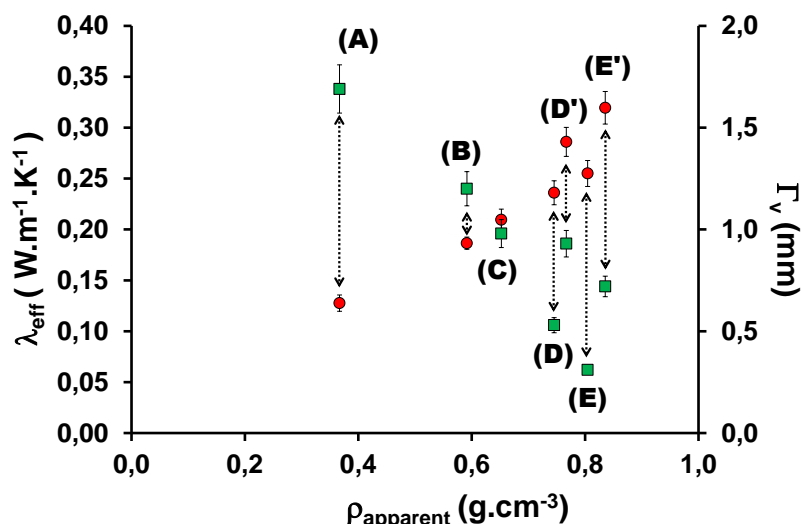 0,40
0,35
0,30
0,25
0,20
0,15
0,10
0,05
0,00
λeff ( W.m-1.K-1)
2,0
1,5
1,0
0,5
0,0
Γv (mm)
(A)
(B)
(C)
(D')
(E')
(D)
(E)
0,0 0,2 0,4 0,6 0,8 1,0
ρapparent (g.cm-3)